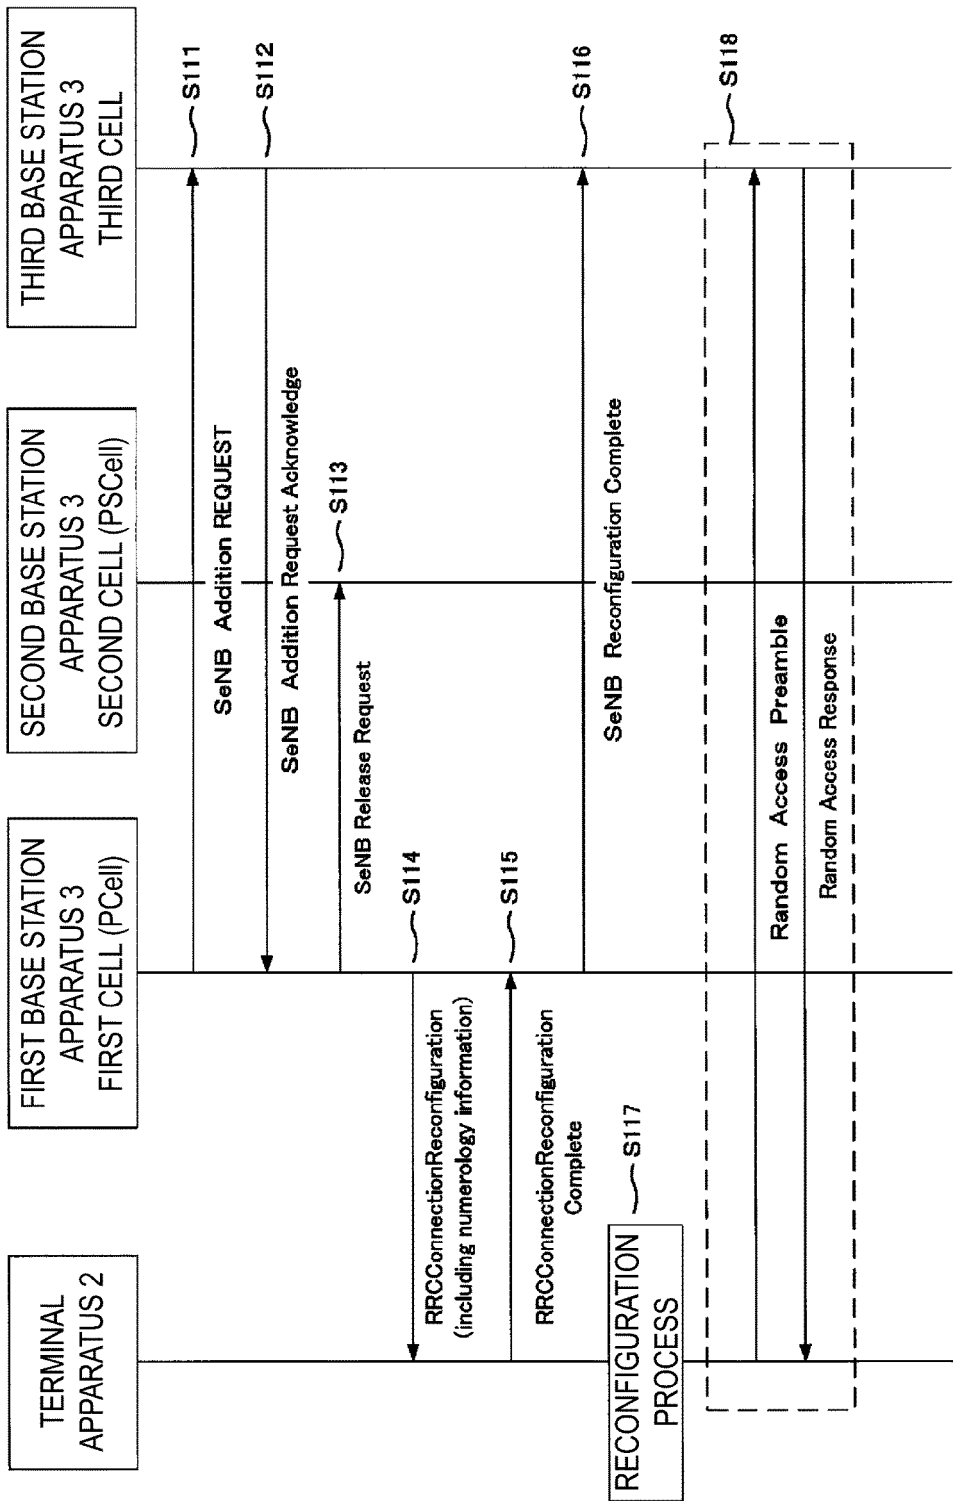 TERMINAL
APPARATUS 2
FIRST BASE STATION
APPARATUS 3
FIRST CELL (PCell)
SECOND BASE STATION
APPARATUS 3
SECOND CELL (PSCell)
THIRD BASE STATION
APPARATUS 3
THIRD CELL
S111
SeNB Addition REQUEST
S112
SeNB Addition Request Acknowledge
S113
SeNB Release Request
S114
RRCConnectionReconfiguration
(including numerology information)
S115
RRCConnectionReconfiguration
Complete
S116
SeNB Reconfiguration Complete
RECONFIGURATION
PROCESS
S117
S118
Random Access Preamble
Random Access Response